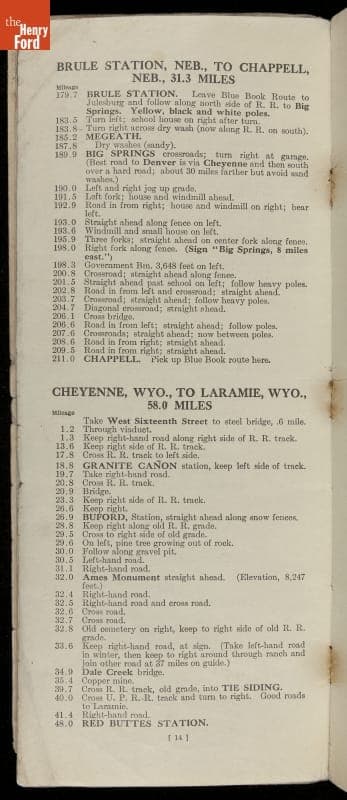 the
Henry
Ford
BRULE STATION, NEB., TO CHAPPELL,
NEB., 31.3 MILES
Mileage
179.7 BRULE STATION. Leave Blue Book Route to
Julesburg and follow along north side of R. R. to Big
Springs. Yellow, black and white poles.
183.5 Turn left; school house on right after turn.
183.8 Turn right across dry wash (now along R. R. on south).
185.2 MEGEATH.
187.8 Dry washes (sandy).
189.9 BIG SPRINGS crossroads; turn right at garage.
(Best road to Denver is via Cheyenne and then south
over a hard road; about 30 miles farther but avoid sand
washes.)
190.0 Left and right jog up grade.
191.5 Left fork; house and windmill ahead.
192.9 Road in from right; house and windmill on right; bear
left.
193.0 Straight ahead along fence on left.
193.6 Windmill and small house on left.
195.9 Three forks; straight ahead on center fork along fence.
198.0 Right fork along fence. (Sign "Big Springs, 8 miles
east.")
198.3 Government Bm. 3,648 feet on left.
200.8 Crossroad; straight ahead along fence.
201.5 Straight ahead past school on left; follow heavy poles.
202.8 Road in from left and crossroad; straight ahead.
203.7 Crossroad; straight ahead; follow heavy poles.
204.7 Diagonal crossroad; straight ahead.
206.1 Cross bridge.
206.6 Road in from left; straight ahead; follow poles.
207.6 Crossroads; straight ahead; now between poles.
208.6 Road in from right; straight ahead.
209.5 Road in from right; straight ahead.
211.0 CHAPPELL. Pick up Blue Book route here.
CHEYENNE, WYO., TO LARAMIE, WYO.,
58.0 MILES
Mileage
Take West Sixteenth Street to steel bridge, .6 mile.
1.2 Through viaduct.
1.3 Keep right-hand road along right side of R. R. track.
13.6 Keep right side of R. R. track.
17.8 Cross R. R. track to left side.
18.8 GRANITE CAÑON station, keep left side of track.
19.7 Take right-hand road.
20.8 Cross R. R. track.
20.9 Bridge.
23.3 Keep right side of R. R. track.
26.6 Keep right.
26.9 BUFORD, Station, straight ahead along snow fences.
28.8 Keep right along old R. R. grade.
29.5 Cross to right side of old grade.
29.6 On left, pine tree growing out of rock.
30.0 Follow along gravel pit.
30.5 Left-hand road.
31.1 Right-hand road.
32.0 Ames Monument straight ahead. (Elevation, 8,247
feet.)
32.4 Right-hand road.
32.5 Right-hand road and cross road.
32.6 Cross road.
32.7 Cross road.
32.8 Old cemetery on right, keep to right side of old R. R.
grade.
33.6 Keep right-hand road, at sign. (Take left-hand road
in winter, then keep to right around through ranch and
join other road at 37 miles on guide.)
34.9 Dale Creek bridge.
35.4 Copper mine.
39.7 Cross R. R. track, old grade, into TIE SIDING.
40.0 Cross U. P. R. R. track and turn to right. Good roads
to Laramie.
41.4 Right-hand road.
48.0 RED BUTTES STATION.
[ 14 ]